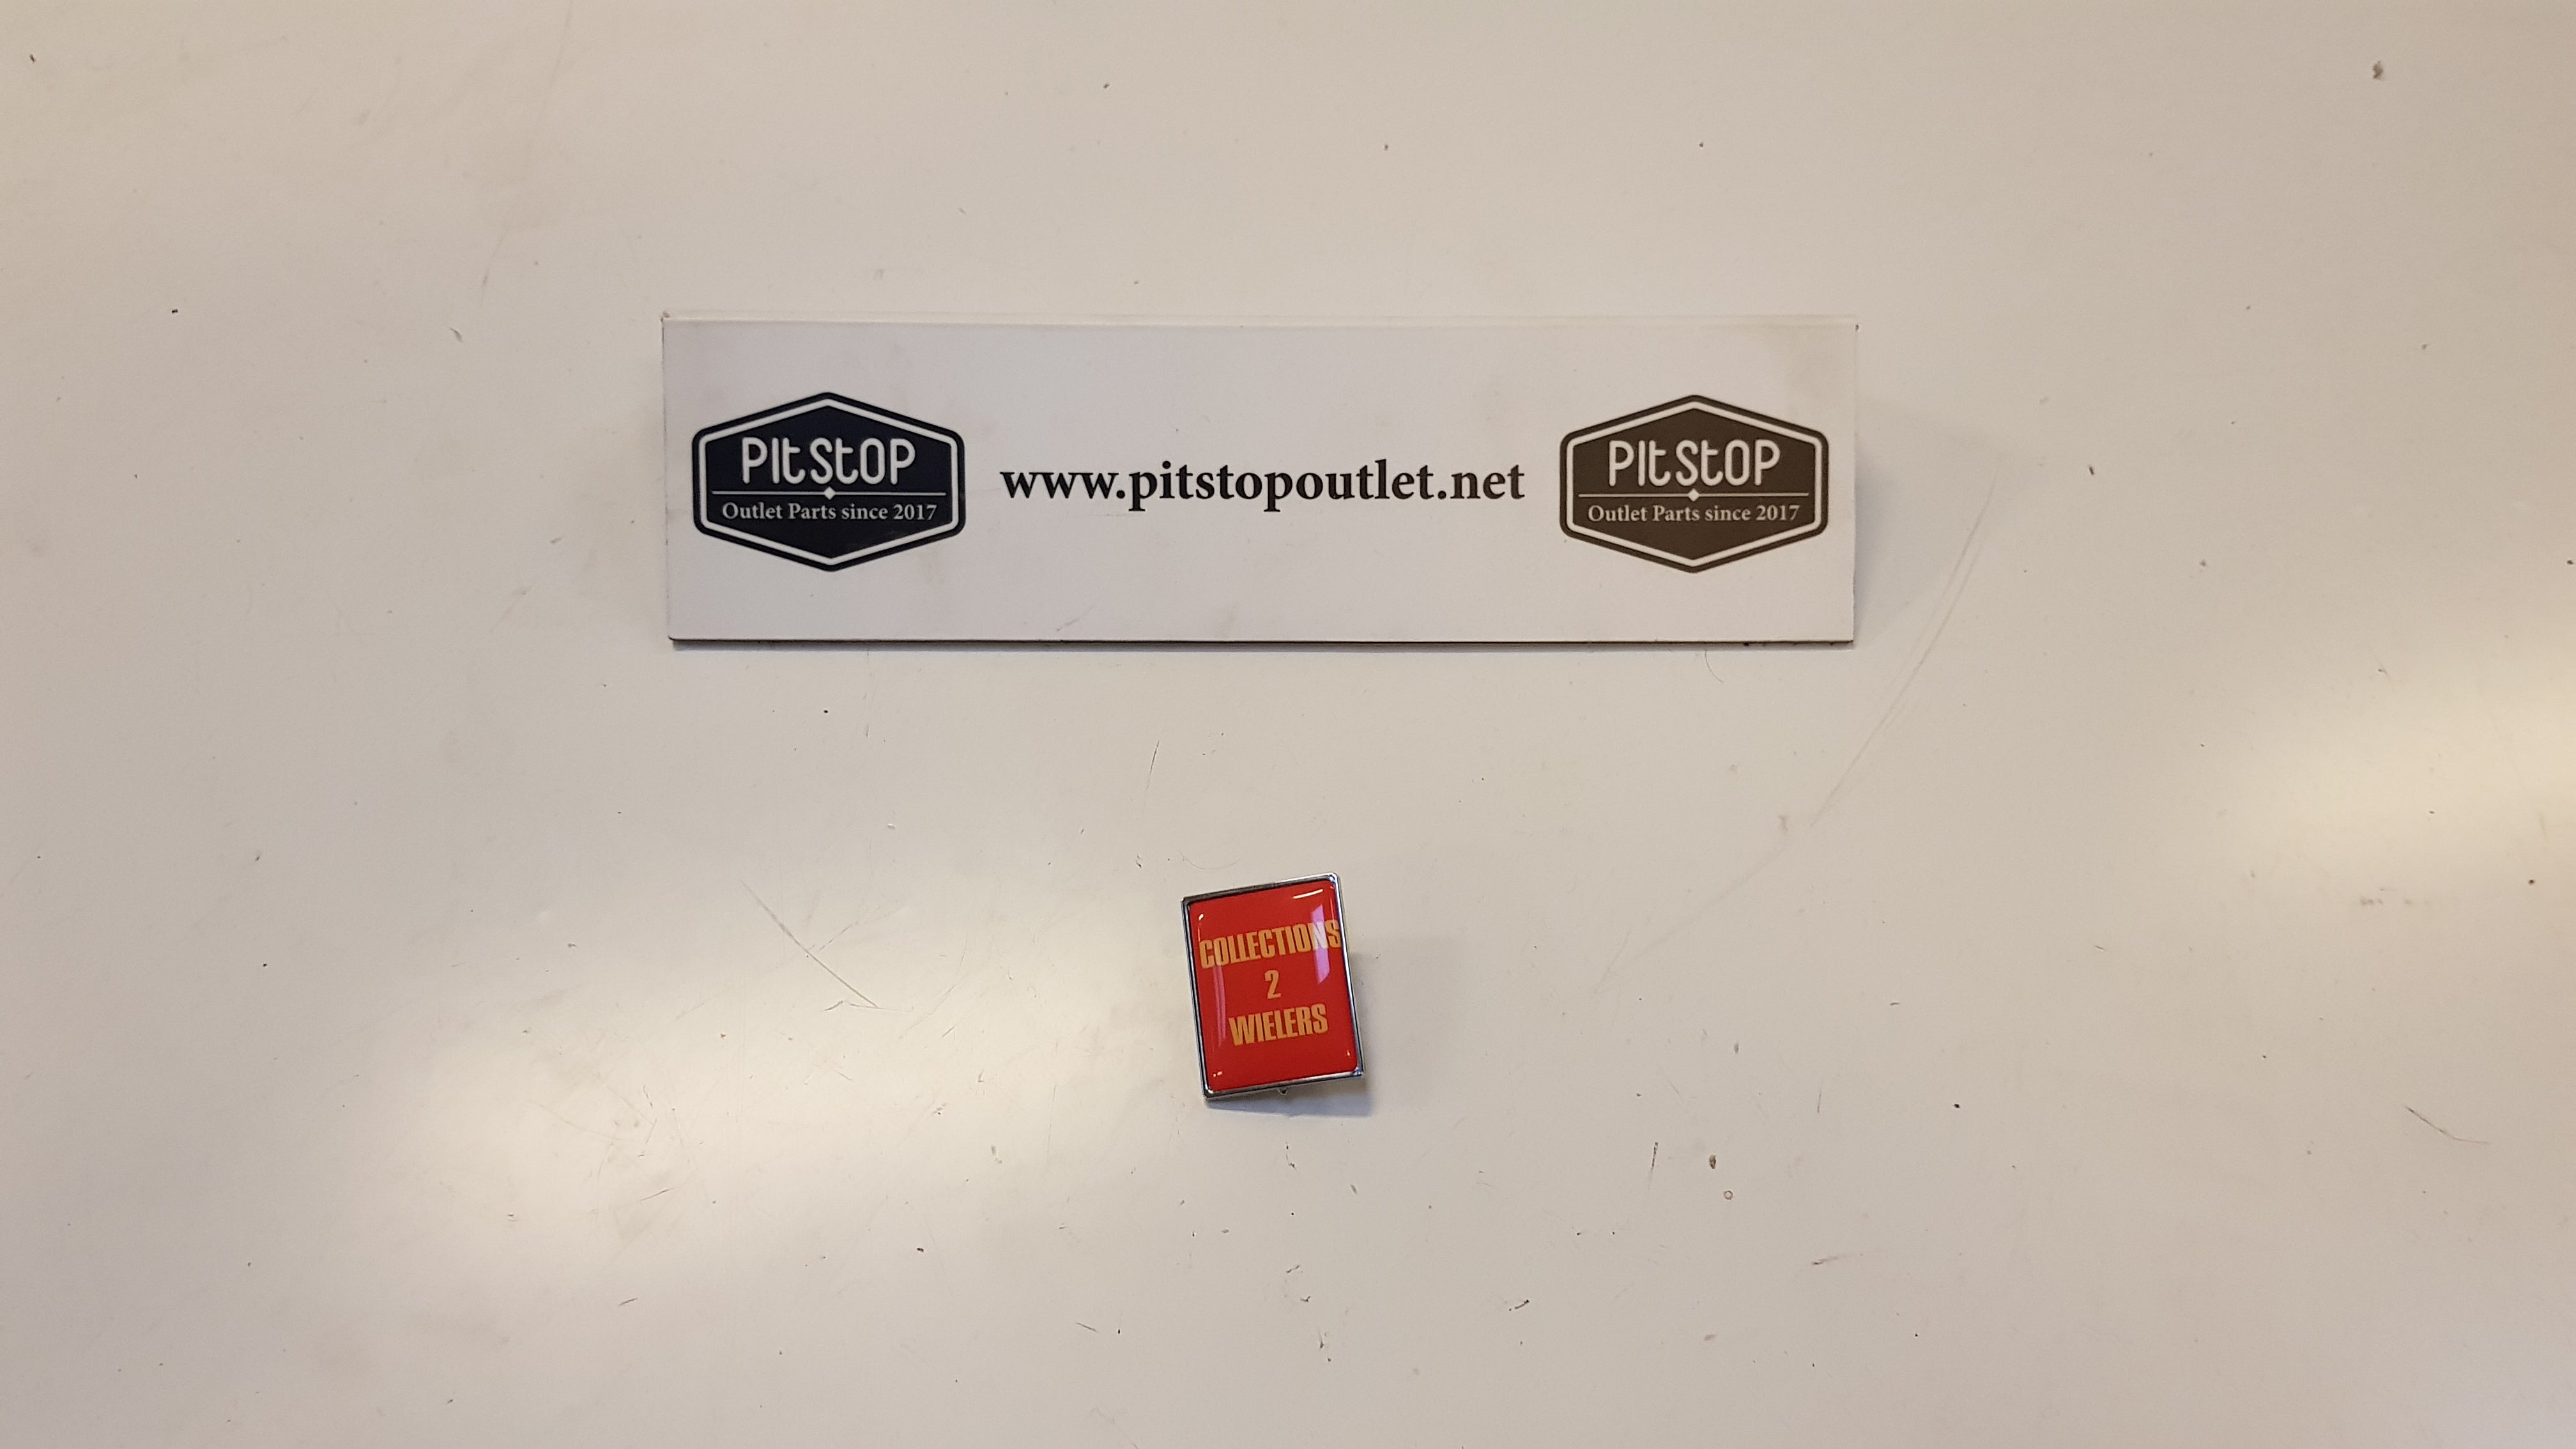 PitStop
Outlet Parts since 2017
www.pitstopoutlet.net
PitStop
Outlet Parts since 2017
COLLECTIONS
2
WIELERS